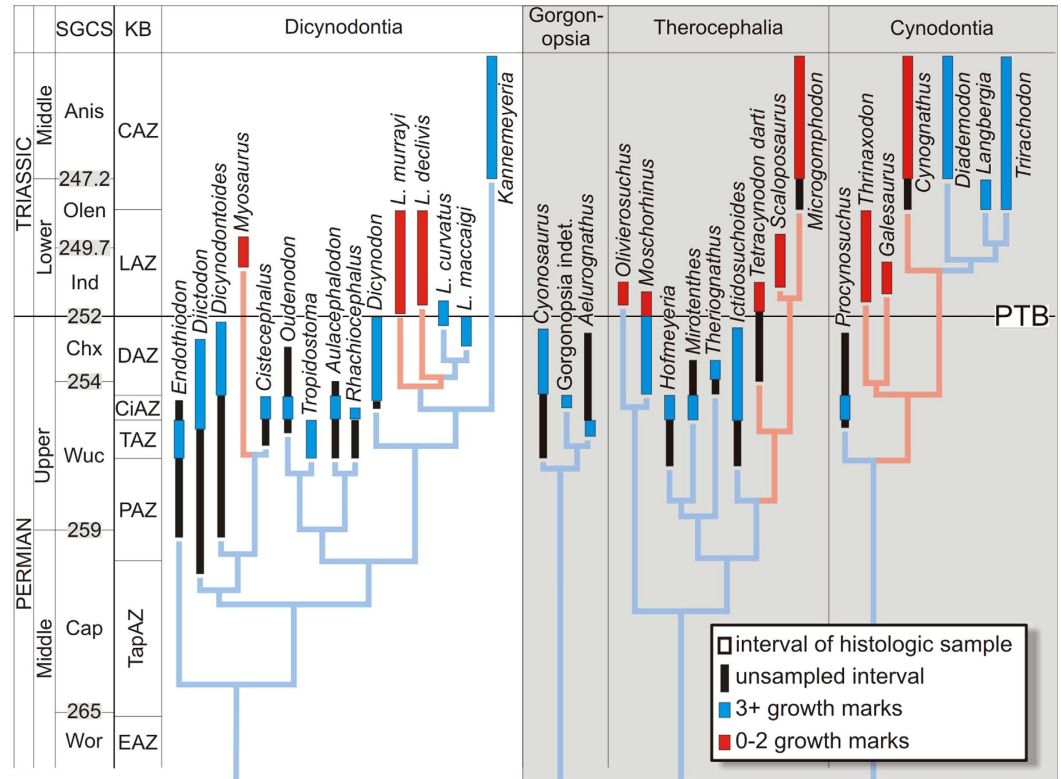 SGCS
KB
Dicynodontia
Gorgon-
opsia
Therocephalia
Cynodontia
TRIASSIC
PERMIAN
Middle
Lower
Upper
Middle
Anis
247.2
Olen
249.7
Ind
252
Chx
254
Wuc
259
Cap
265
Wor
CAZ
LAZ
DAZ
CiAZ
TAZ
PAZ
TapAZ
EAZ
Endothiodon
Diictodon
Dicynodontoides
Myosaurus
Cistecephalus
Oudenodon
Tropidostoma
Aulacephalodon
Rhachiocephalus
Dicynodon
L. murrayi
L. declivis
L. curvatus
L. maccaigi
Kannemeyeria
Cyonosaurus
Gorgonopsia indet.
Aelurognathus
Olivierosuchus
Moschorhinus
Hofmeyeria
Mirotenthes
Theriognathus
Ictidosuchoides
Tetracynodon darti
Scaloposaurus
Microgomphodon
Procynosuchus
Thrinaxodon
Galesaurus
Cynognathus
Diademodon
Langbergia
Trirachodon
PTB
interval of histologic sample
unsampled interval
3+ growth marks
0-2 growth marks